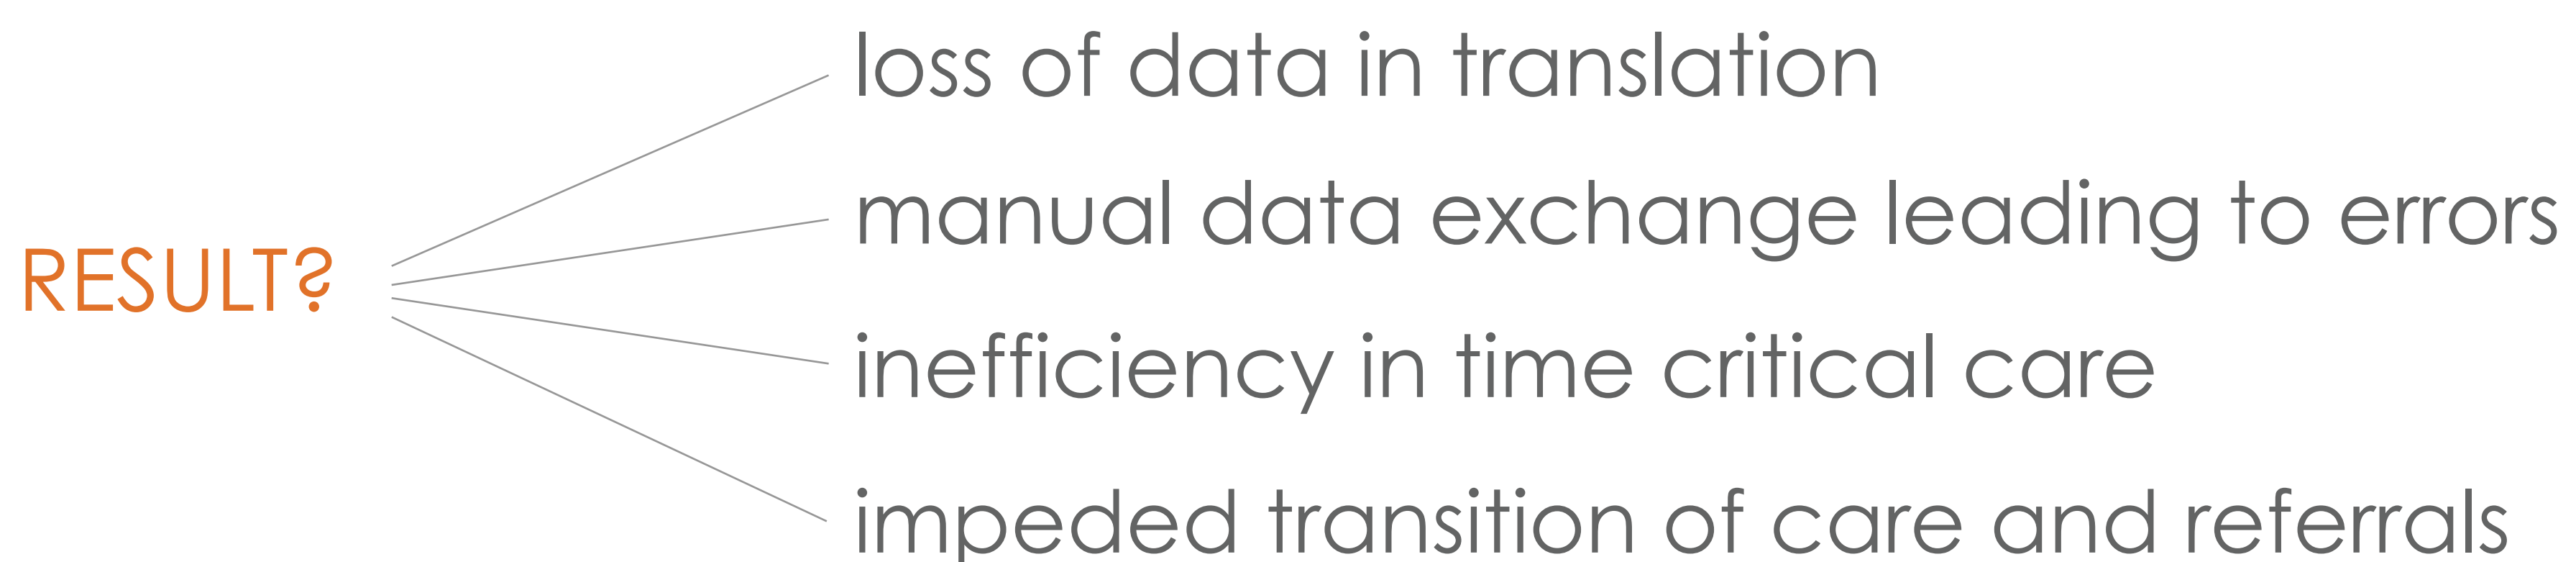 RESULT?
loss of data in translation
manual data exchange leading to errors
inefficiency in time critical care
impeded transition of care and referrals